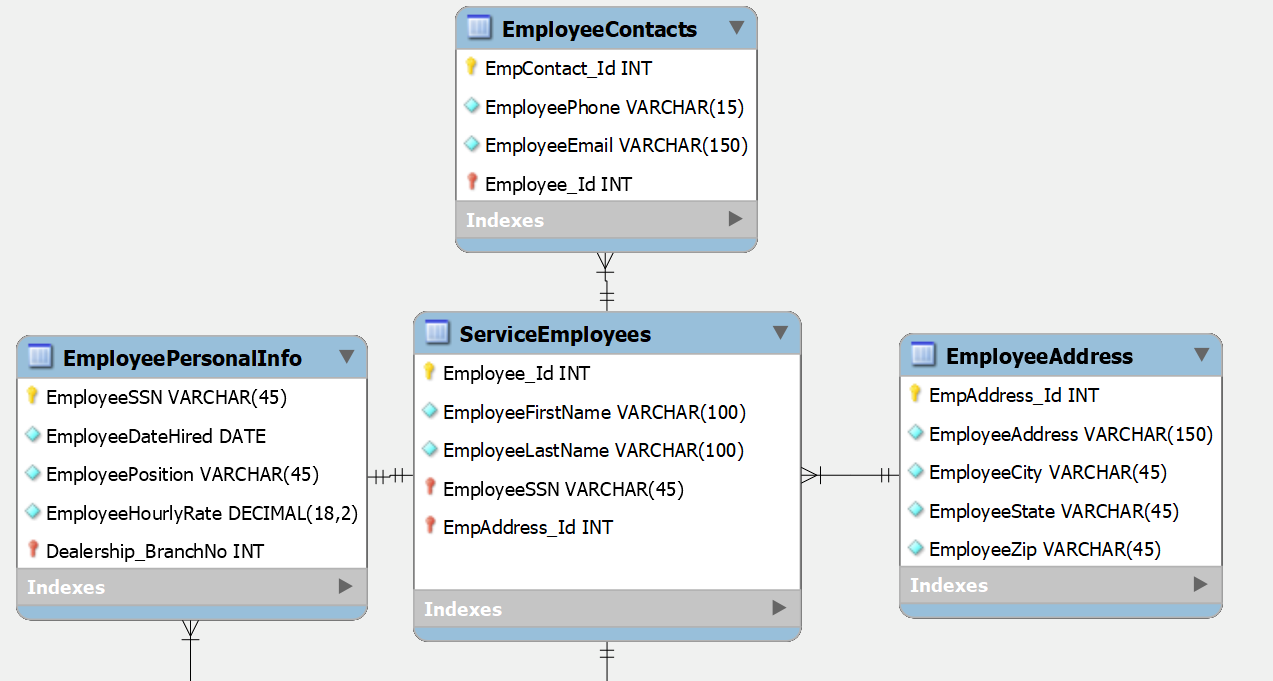 EmployeeContacts
EmpContact_Id INT
EmployeePhone VARCHAR(15)
EmployeeEmail VARCHAR(150)
Employee_Id INT
Indexes
EmployeePersonalInfo
EmployeeSSN VARCHAR(45)
EmployeeDateHired DATE
EmployeePosition VARCHAR(45)
EmployeeHourlyRate DECIMAL(18,2)
Dealership_BranchNo INT
Indexes
ServiceEmployees
Employee_Id INT
EmployeeFirstName VARCHAR(100)
EmployeeLastName VARCHAR(100)
EmployeeSSN VARCHAR(45)
EmpAddress_Id INT
Indexes
EmployeeAddress
EmpAddress_Id INT
EmployeeAddress VARCHAR(150)
EmployeeCity VARCHAR(45)
EmployeeState VARCHAR(45)
EmployeeZip VARCHAR(45)
Indexes